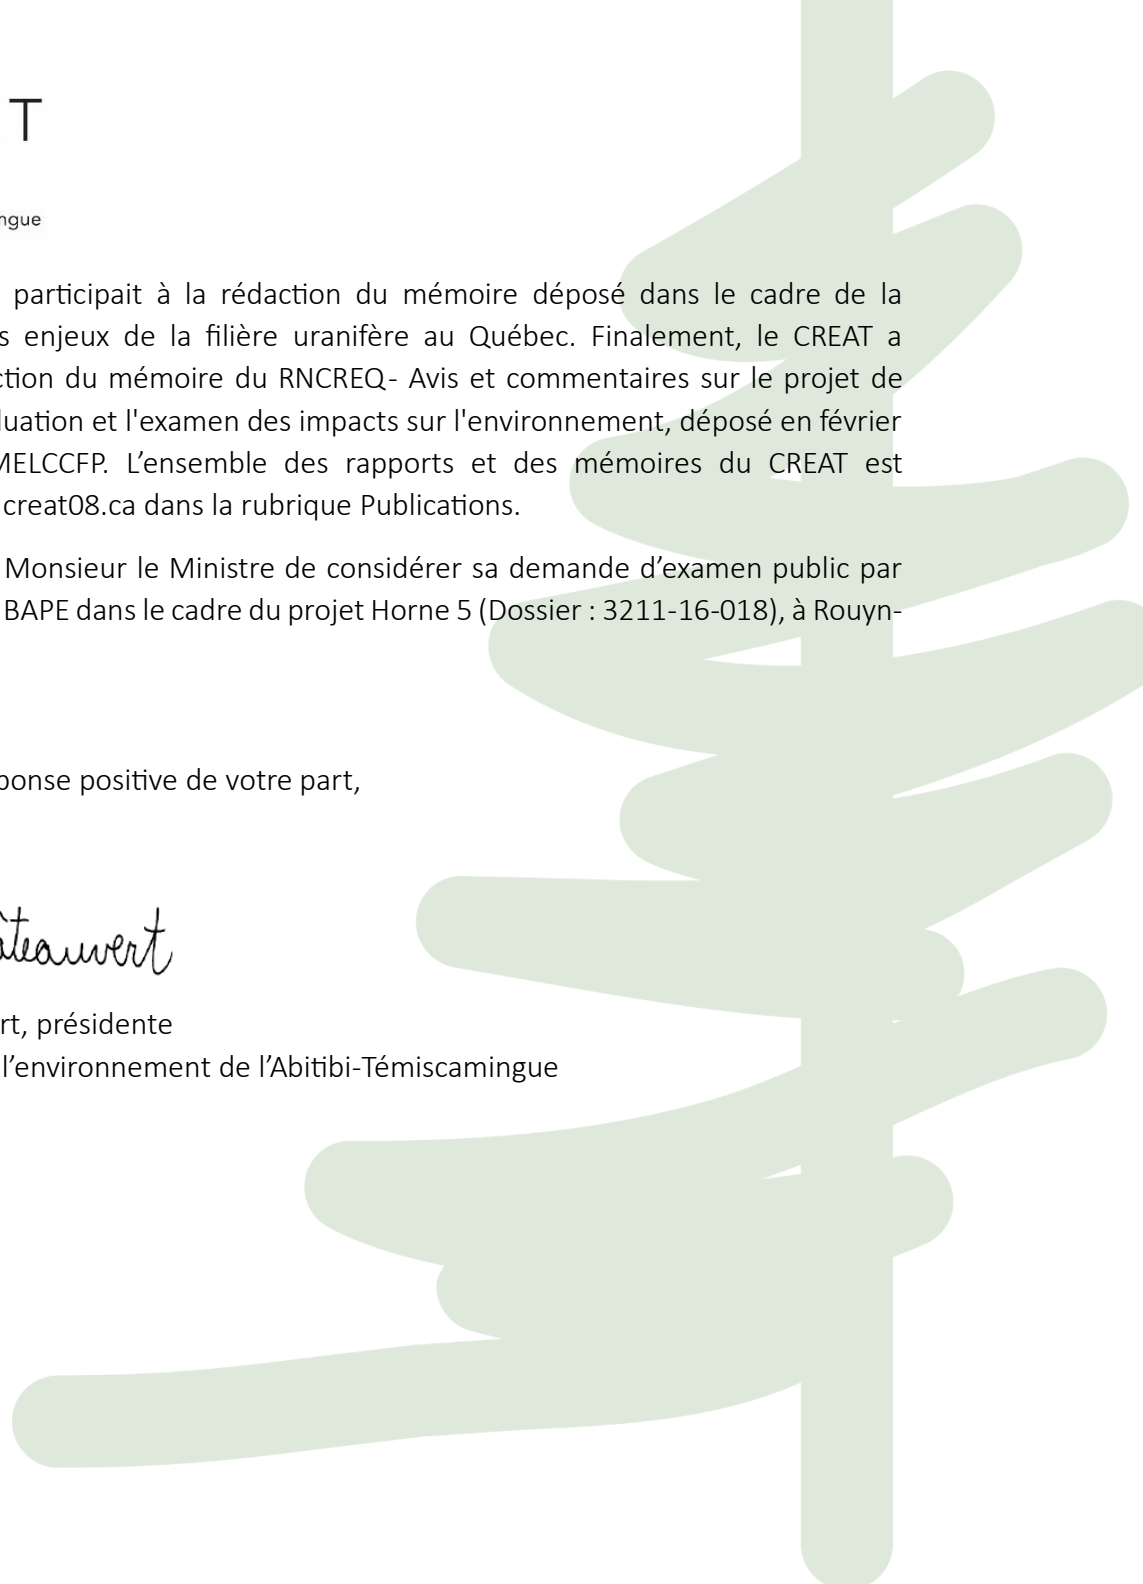 T
ngue
participait à la rédaction du mémoire déposé dans le cadre de la
s enjeux de la filière uranifère au Québec. Finalement, le CREAT a
ction du mémoire du RNCREQ- Avis et commentaires sur le projet de
luation et l'examen des impacts sur l'environnement, déposé en février
MELCCFP. L’ensemble des rapports et des mémoires du CREAT est
creat08.ca dans la rubrique Publications.
Monsieur le Ministre de considérer sa demande d’examen public par
BAPE dans le cadre du projet Horne 5 (Dossier : 3211-16-018), à Rouyn-
ponse positive de votre part,
âteauvert
rt, présidente
l’environnement de l’Abitibi-Témiscamingue